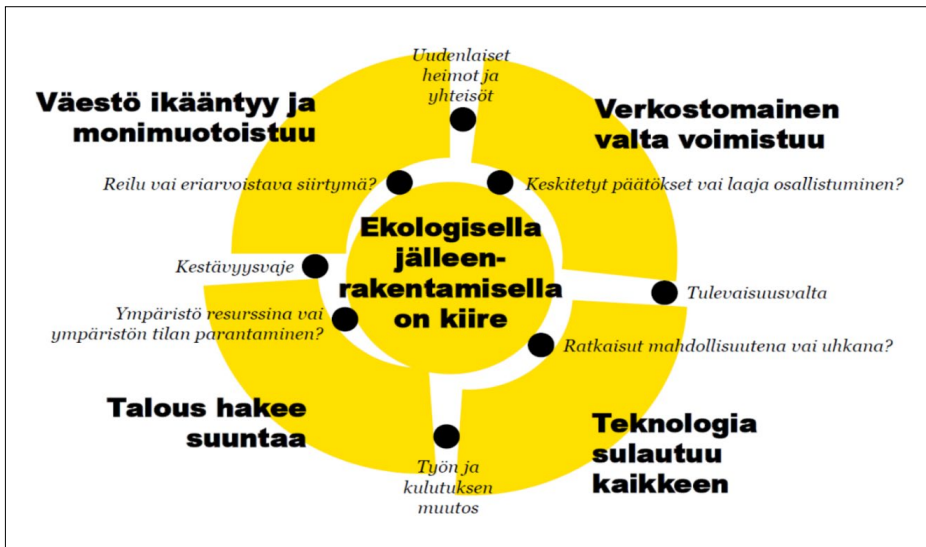 Uudenlaiset
heimot ja
yhteisöt
Väestö ikääntyy ja
monimuotoistuu
Verkostomainen
valta voimistuu
Reilu vai eriarvoistava siirtymä?
Keskitetyt päätökset vai laaja osallistuminen?
Ekologisella
jälleen-
rakentamisella
on kiire
Kestävyysvaje
Tulevaisuusvalta
Ympäristö resurssina vai
ympäristön tilan parantaminen?
Ratkaisut mahdollisuutena vai uhkana?
Talous hakee
suuntaa
Teknologia
sulautuu
kaikkeen
Työn ja
kulutuksen
muutos